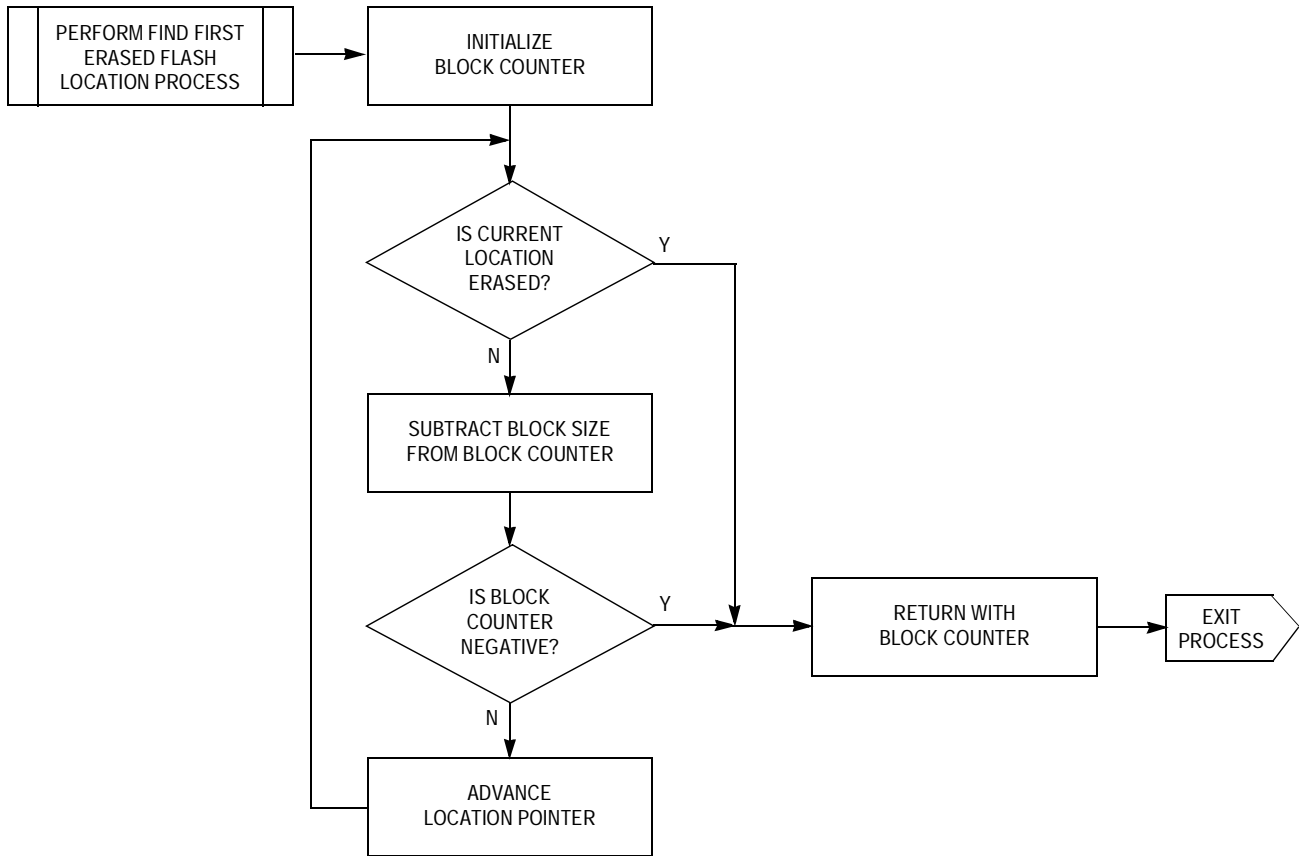 PERFORM FIND FIRST
ERASED FLASH
LOCATION PROCESS
INITIALIZE
BLOCK COUNTER
IS CURRENT
LOCATION
ERASED?
Y
N
SUBTRACT BLOCK SIZE
FROM BLOCK COUNTER
IS BLOCK
COUNTER
NEGATIVE?
Y
N
RETURN WITH
BLOCK COUNTER
EXIT
PROCESS
ADVANCE
LOCATION POINTER